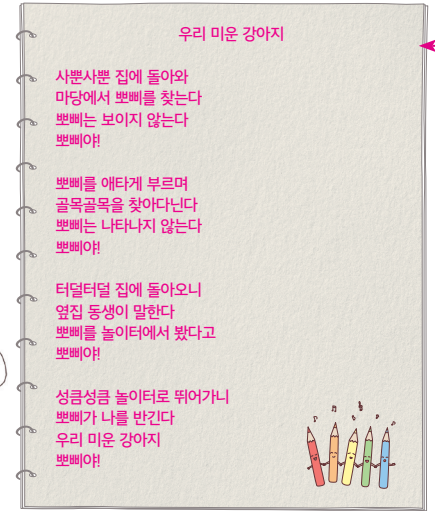 우리 미운 강아지
사뿐사뿐 집에 돌아와
마당에서 뽀삐를 찾는다
뽀삐는 보이지 않는다
뽀삐야!
뽀삐를 애타게 부르며
골목골목을 찾아다닌다
뽀삐는 나타나지 않는다
뽀삐야!
터덜터덜 집에 돌아오니
옆집 동생이 말한다
뽀삐를 놀이터에서 봤다고
뽀삐야!
성큼성큼 놀이터로 뛰어가니
뽀삐가 나를 반긴다
우리 미운 강아지
뽀삐야!